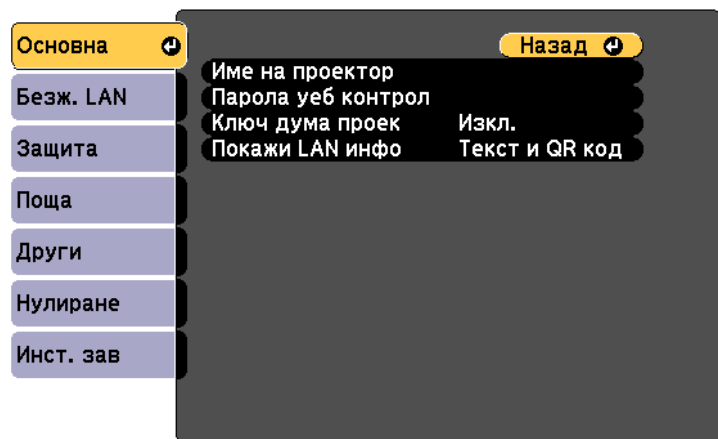 Основна
Безж. LAN
Защита
Поща
Други
Нулиране
Инст. зав
Назад
Име на проектор
Парола уеб контрол
Ключ дума проек Изкл.
Покажи LAN инфо Текст и QR код